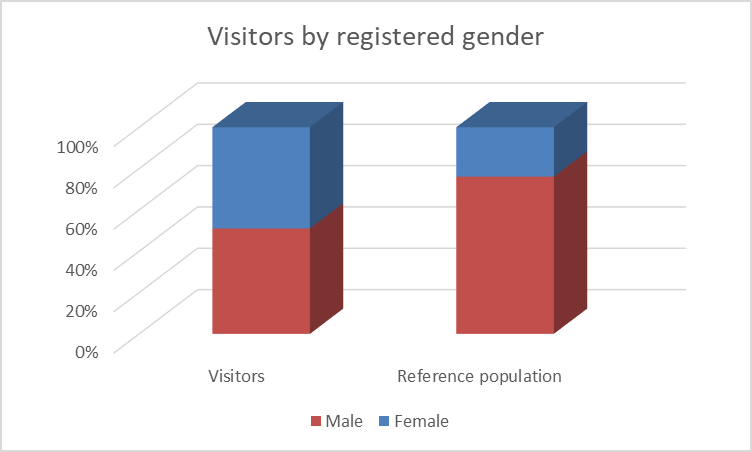 Visitors by registered gender
100%
80%
60%
40%
20%
0%
Visitors
Reference population
Male
Female